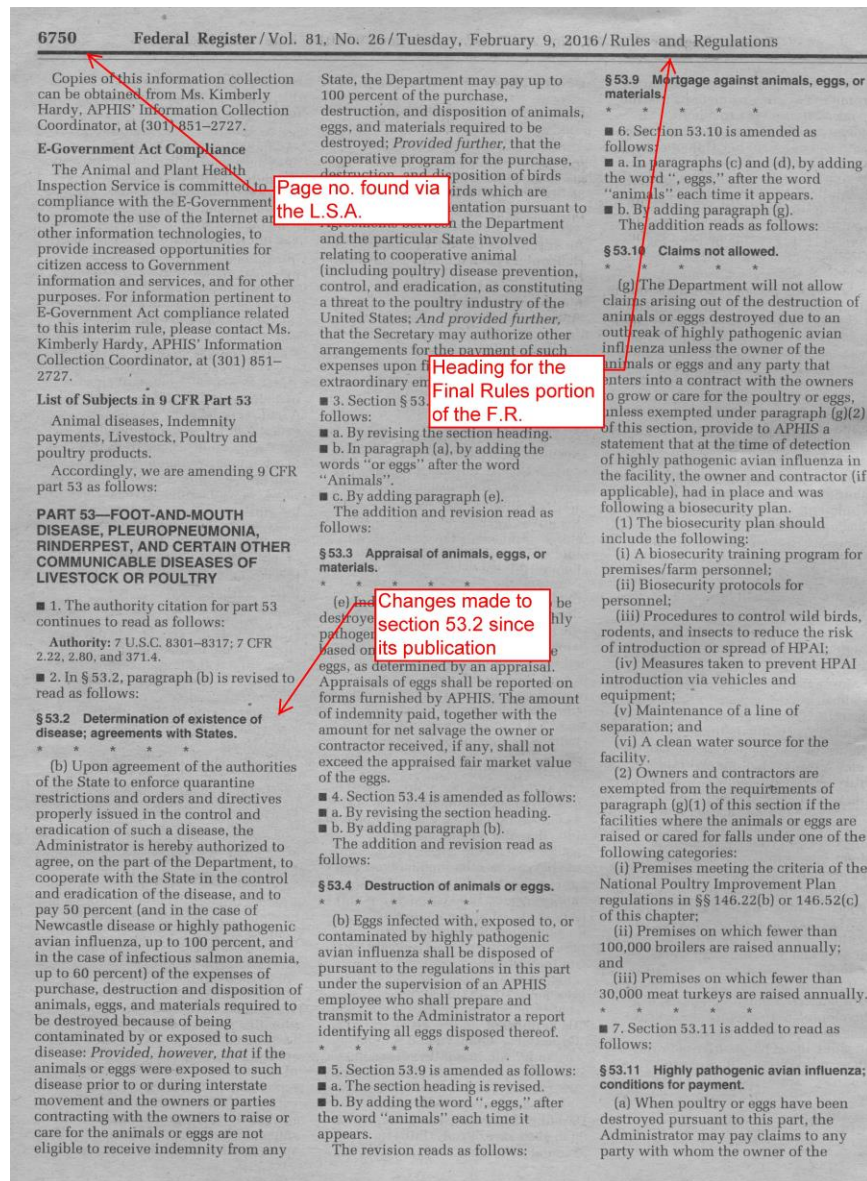 6750 Federal Register / Vol. 81, No. 26 / Tuesday, February 9, 2016 / Rules and Regulations
Copies of this information collection
can be obtained from Ms. Kimberly
Hardy, APHIS' Information Collection
Coordinator, at (301) 851–2727.
E-Government Act Compliance
The Animal and Plant Health
Inspection Service is committed to
compliance with the E-Government
to promote the use of the Internet
other information technologies, to
provide increased opportunities for
citizen access to Government
information and services, and for other
purposes. For information pertinent to
E-Government Act compliance related
to this interim rule, please contact Ms.
Kimberly Hardy, APHIS' Information
Collection Coordinator, at (301) 851–
2727.
List of Subjects in 9 CFR Part 53
Animal diseases, Indemnity
payments, Livestock, Poultry and
poultry products.
Accordingly, we are amending 9 CFR
part 53 as follows:
PART 53—FOOT-AND-MOUTH
DISEASE, PLEUROPNEUMONIA,
RINDERPEST, AND CERTAIN OTHER
COMMUNICABLE DISEASES OF
LIVESTOCK OR POULTRY
■ 1. The authority citation for part 53
continues to read as follows:
Authority: 7 U.S.C. 8301–8317; 7 CFR
2.22, 2.80, and 371.4.
■ 2. In § 53.2, paragraph (b) is revised to
read as follows:
§ 53.2 Determination of existence of
disease; agreements with States.
* * * * *
(b) Upon agreement of the authorities
of the State to enforce quarantine
restrictions and orders and directives
properly issued in the control and
eradication of such a disease, the
Administrator is hereby authorized to
agree, on the part of the Department, to
cooperate with the State in the control
and eradication of the disease, and to
pay 50 percent (and in the case of
Newcastle disease or highly pathogenic
avian influenza, up to 100 percent, and
in the case of infectious salmon anemia,
up to 60 percent) of the expenses of
purchase, destruction and disposition of
animals, eggs, and materials required to
be destroyed because of being
contaminated by or exposed to such
disease: Provided, however, that if the
animals or eggs were exposed to such
disease prior to or during interstate
movement and the owners or parties
contracting with the owners to raise or
care for the animals or eggs are not
eligible to receive indemnity from any
State, the Department may pay up to
100 percent of the purchase,
destruction, and disposition of animals,
eggs, and materials required to be
destroyed; Provided further, that the
cooperative program for the purchase,
destruction, and disposition of birds
birds which are
pursuant to
Agreements between the Department
and the particular State involved
relating to cooperative animal
(including poultry) disease prevention,
control, and eradication, as constituting
a threat to the poultry industry of the
United States; And provided further,
that the Secretary may authorize other
arrangements for the payment of such
expenses upon
extraordinary
■ 3. Section § 53.
follows:
■ a. By revising the section heading.
■ b. In paragraph (a), by adding the
words "or eggs" after the word
"Animals".
■ c. By adding paragraph (e).
The addition and revision read as
follows:
§ 53.3 Appraisal of animals, eggs, or
materials.
* * * * *
(e) be
based on
eggs, as determined by an appraisal.
Appraisals of eggs shall be reported on
forms furnished by APHIS. The amount
of indemnity paid, together with the
amount for net salvage the owner or
contractor received, if any, shall not
exceed the appraised fair market value
of the eggs.
■ 4. Section 53.4 is amended as follows:
■ a. By revising the section heading.
■ b. By adding paragraph (b).
The addition and revision read as
follows:
§ 53.4 Destruction of animals or eggs.
* * * * *
(b) Eggs infected with, exposed to, or
contaminated by highly pathogenic
avian influenza shall be disposed of
pursuant to the regulations in this part
under the supervision of an APHIS
employee who shall prepare and
transmit to the Administrator a report
identifying all eggs disposed thereof.
* * * * *
■ 5. Section 53.9 is amended as follows:
■ a. The section heading is revised.
■ b. By adding the word ", eggs," after
the word "animals" each time it
appears.
The revision reads as follows:
§ 53.9 Mortgage against animals, eggs, or
materials.
* * * * *
■ 6. Section 53.10 is amended as
follows:
■ a. In paragraphs (c) and (d), by adding
the word ", eggs," after the word
"animals" each time it appears.
■ b. By adding paragraph (g).
The addition reads as follows:
§ 53.10 Claims not allowed.
* * * * *
(g) The Department will not allow
claims arising out of the destruction of
animals or eggs destroyed due to an
outbreak of highly pathogenic avian
influenza unless the owner of the
animals or eggs and any party that
enters into a contract with the owners
to grow or care for the poultry or eggs,
unless exempted under paragraph (g)(2)
of this section, provide to APHIS a
statement that at the time of detection
of highly pathogenic avian influenza in
the facility, the owner and contractor (if
applicable), had in place and was
following a biosecurity plan.
(1) The biosecurity plan should
include the following:
(i) A biosecurity training program for
premises/farm personnel;
(ii) Biosecurity protocols for
personnel;
(iii) Procedures to control wild birds,
rodents, and insects to reduce the risk
of introduction or spread of HPAI;
(iv) Measures taken to prevent HPAI
introduction via vehicles and
equipment;
(v) Maintenance of a line of
separation; and
(vi) A clean water source for the
facility.
(2) Owners and contractors are
exempted from the requirements of
paragraph (g)(1) of this section if the
facilities where the animals or eggs are
raised or cared for falls under one of the
following categories:
(i) Premises meeting the criteria of the
National Poultry Improvement Plan
regulations in §§ 146.22(b) or 146.52(c)
of this chapter;
(ii) Premises on which fewer than
100,000 broilers are raised annually;
and
(iii) Premises on which fewer than
30,000 meat turkeys are raised annually.
* * * * *
■ 7. Section 53.11 is added to read as
follows:
§ 53.11 Highly pathogenic avian influenza;
conditions for payment.
(a) When poultry or eggs have been
destroyed pursuant to this part, the
Administrator may pay claims to any
party with whom the owner of the
Page no. found via
the L.S.A.
Heading for the
Final Rules portion
of the F.R.
Changes made to
section 53.2 since
its publication